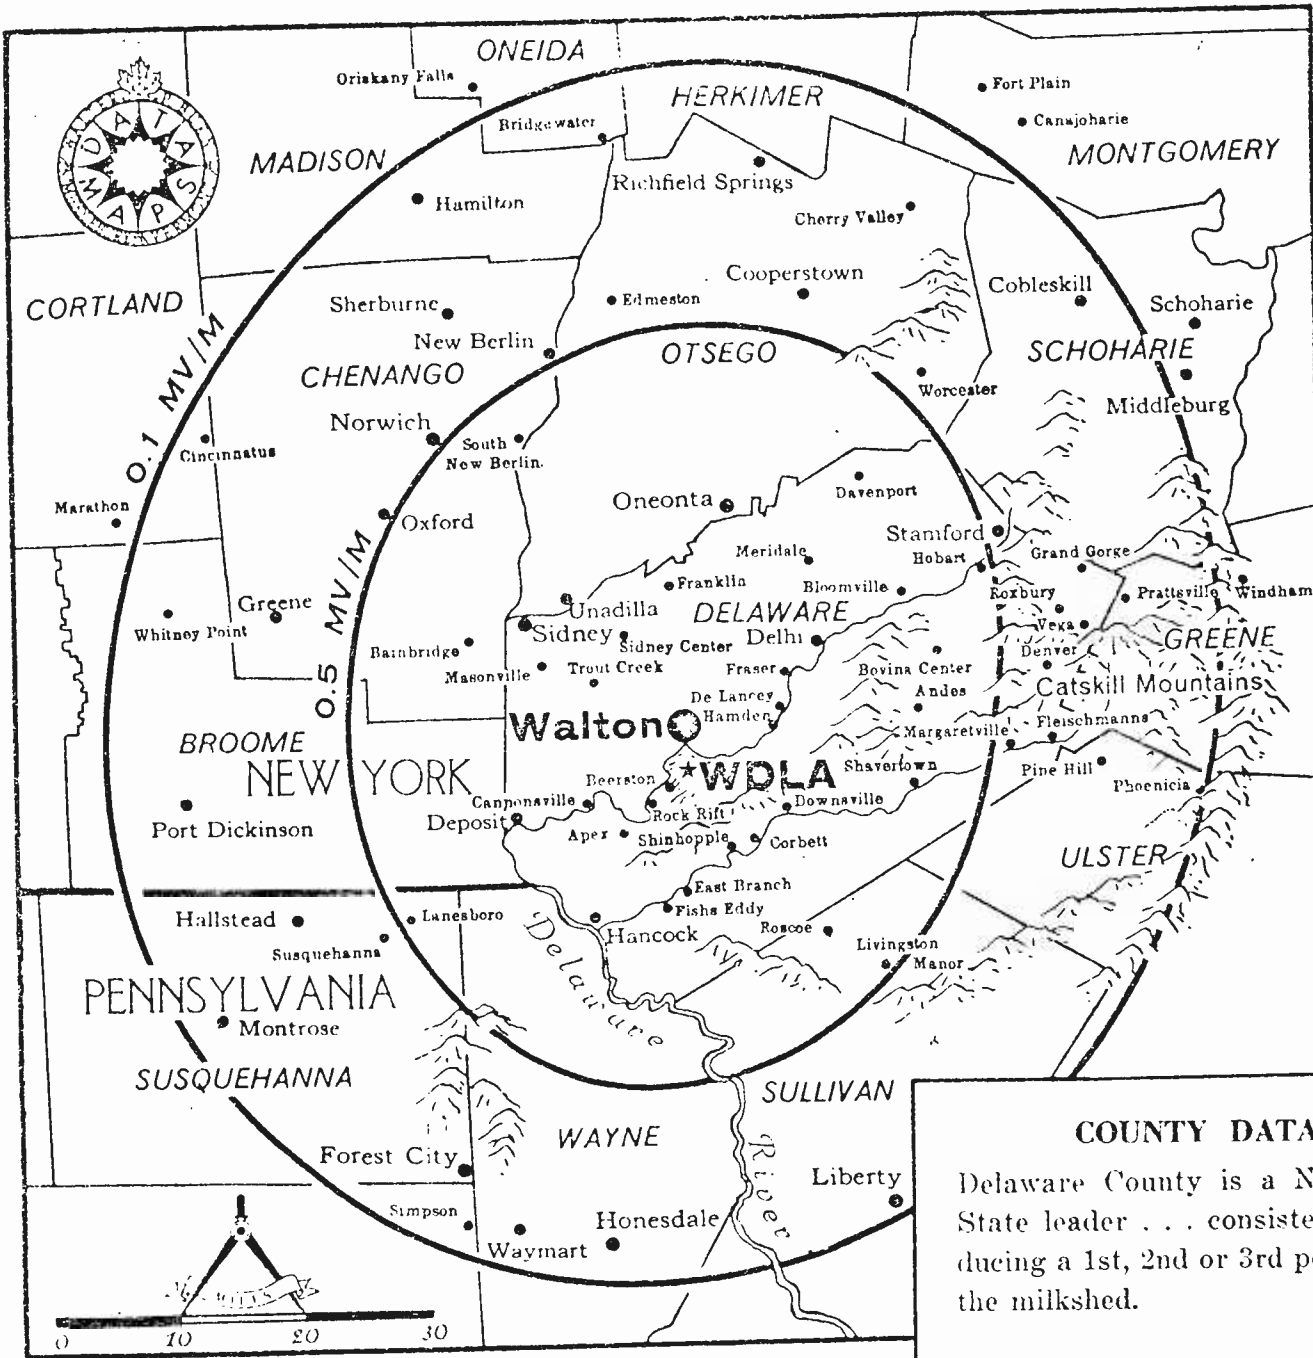 ONEIDA
Oriskany Falls
HERKIMER
Fort Plain
Bridgewater
Canajoharie
DATA
MAPS
MADISON
MONTGOMERY
Richfield Springs
Hamilton
Cherry Valley
Cooperstown
Cobleskill
CORTLAND
Sherburne
Edmeston
Schoharie
New Berlin
OTSEGO
SCHOHARIE
0.1 MV/M
CHENANGO
Worcester
Middleburg
Norwich
South
New Berlin.
Cincinnatus
Marathon
Oneonta
Davenport
Oxford
Stamford
0.5 MV/M
Meridale
Hobart
Grand Gorge
Franklin
Bloomville
Roxbury
Prattsville
Windham
Greene
Unadilla
DELAWARE
Whitney Point
Sidney
Sidney Center
Delhi
Vega
GREENE
Bainbridge
Denver
Masonville
Trout Creek
Fraser
Bovina Center
Catskill Mountains
De Lancey
Andes
Walton
Hamden
Fleischmanns
Margaretville
BROOME
NEW YORK
Beerston
WDLA
Shavertown
Pine Hill
Phoenicia
Cannonsville
Downsville
Port Dickinson
Deposit
Rock Rift
Apex
Shinhopple
Corbett
ULSTER
East Branch
Hallstead
Lanesboro
Fishs Eddy
Hancock
Roscoe
Susquehanna
Livingston
Manor
PENNSYLVANIA
Delaware
Montrose
SUSQUEHANNA
SULLIVAN
WAYNE
River
Forest City
Liberty
Simpson
Honesdale
Waymart
MILES
0 10 20 30
COUNTY DATA
Delaware County is a N
State leader . . . consiste
ducing a 1st, 2nd or 3rd p
the milkshed.